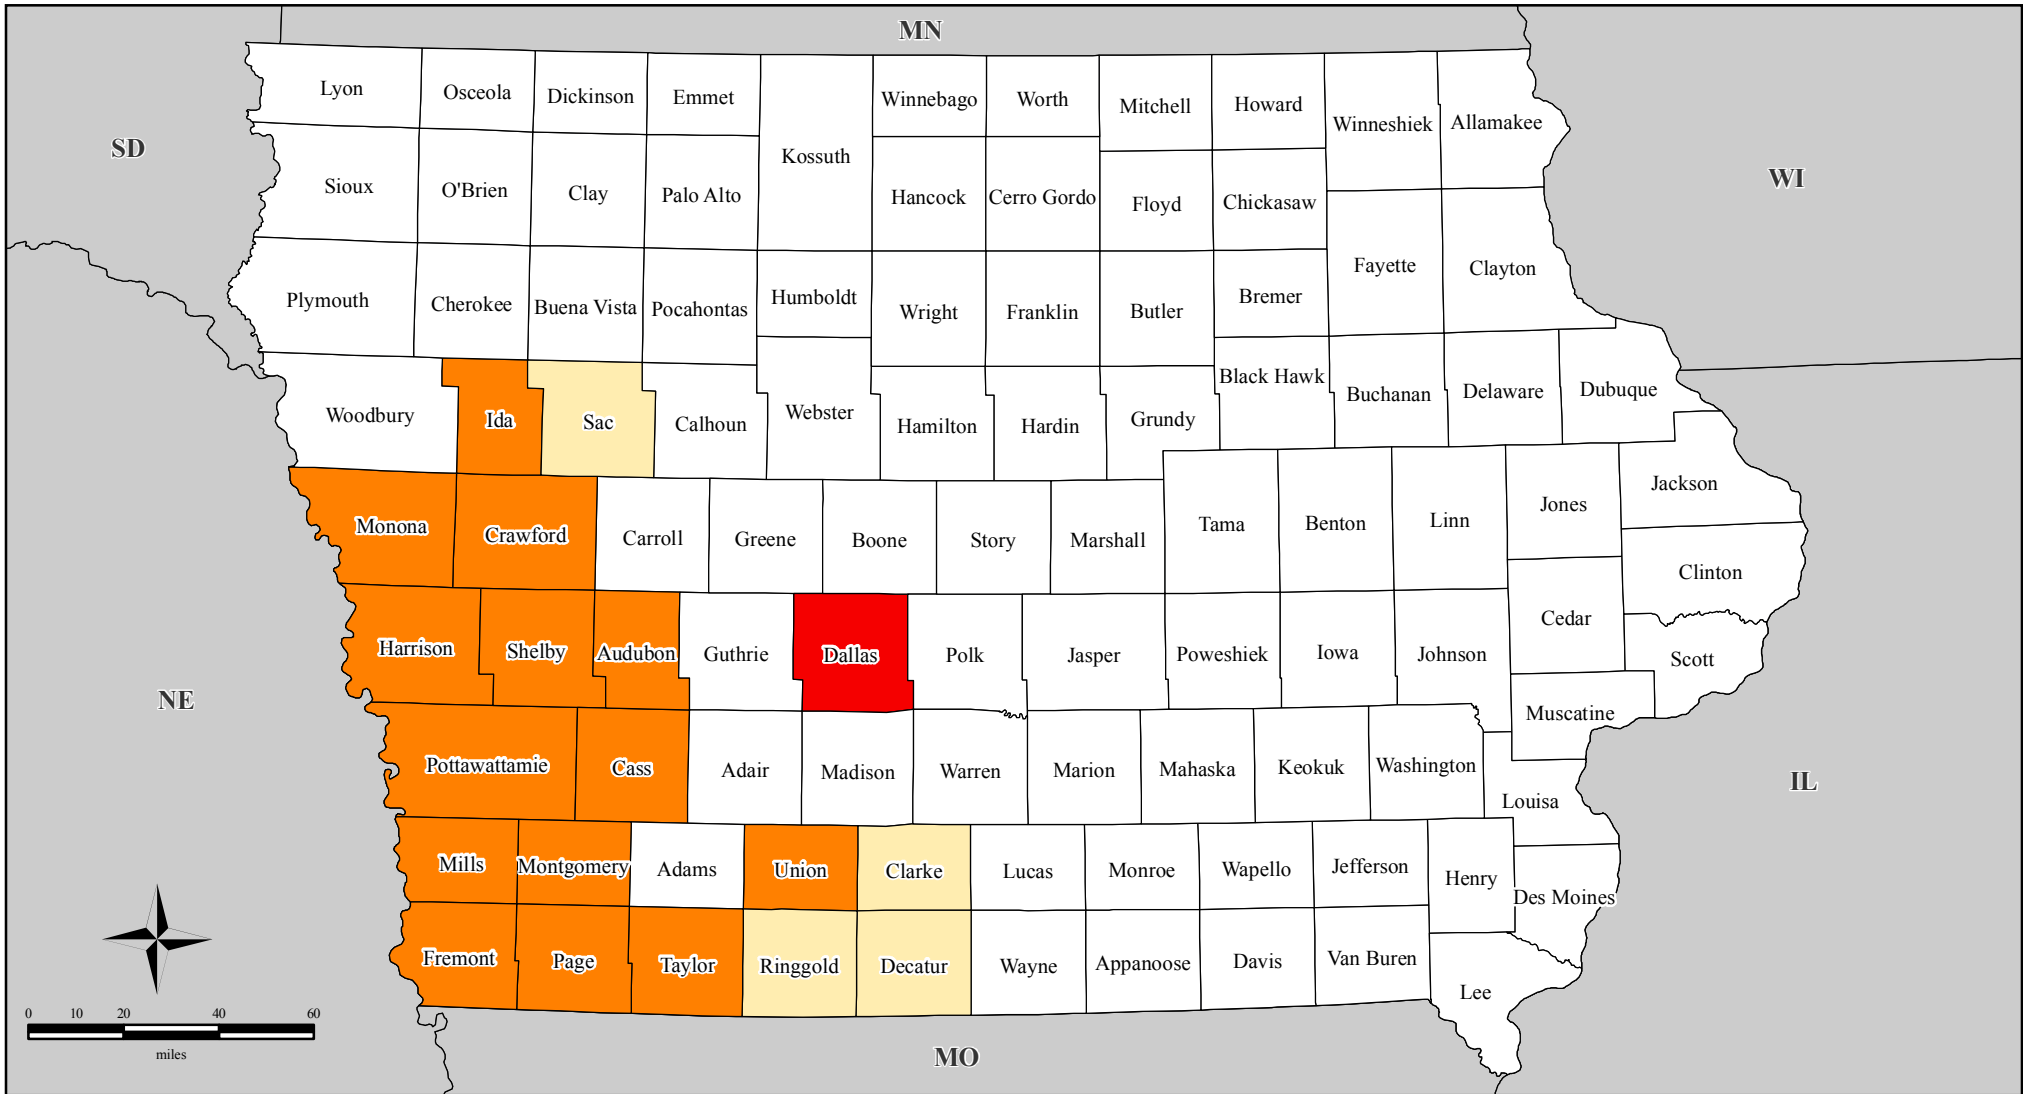 MN
Lyon
Osceola
Dickinson
Emmet
Kossuth
Winnebago
Worth
Mitchell
Howard
Winneshiek
Allamakee
SD
WI
Sioux
O'Brien
Clay
Palo Alto
Hancock
Cerro Gordo
Floyd
Chickasaw
Fayette
Clayton
Plymouth
Cherokee
Buena Vista
Pocahontas
Humboldt
Wright
Franklin
Butler
Bremer
Woodbury
Ida
Sac
Calhoun
Webster
Hamilton
Hardin
Grundy
Black Hawk
Buchanan
Delaware
Dubuque
Monona
Crawford
Carroll
Greene
Boone
Story
Marshall
Tama
Benton
Linn
Jones
Jackson
Clinton
Harrison
Shelby
Audubon
Guthrie
Dallas
Polk
Jasper
Poweshiek
Iowa
Johnson
Cedar
Scott
NE
Muscatine
Pottawattamie
Cass
Adair
Madison
Warren
Marion
Mahaska
Keokuk
Washington
Louisa
IL
Mills
Montgomery
Adams
Union
Clarke
Lucas
Monroe
Wapello
Jefferson
Henry
Des Moines
Fremont
Page
Taylor
Ringgold
Decatur
Wayne
Appanoose
Davis
Van Buren
Lee
0 10 20 40 60
miles
MO